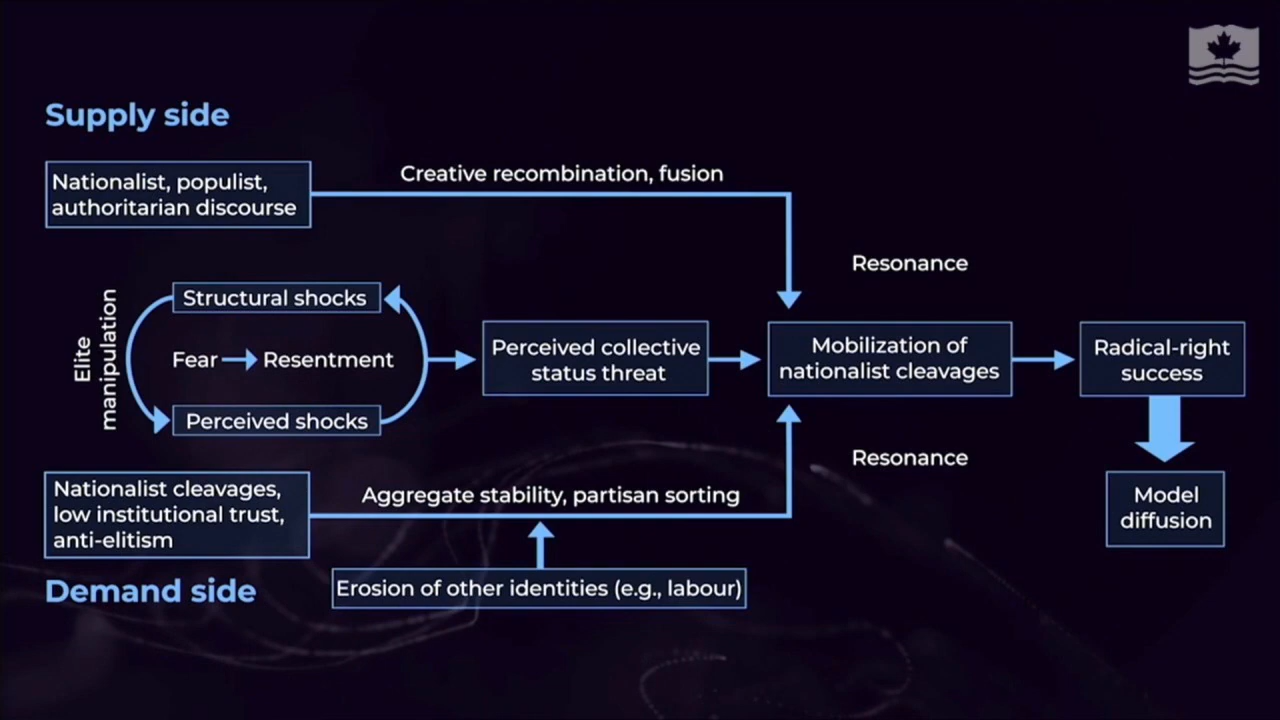 Supply side
Nationalist, populist,
authoritarian discourse
Creative recombination, fusion
Resonance
Elite
manipulation
Structural shocks
Fear
Resentment
Perceived shocks
Perceived collective
status threat
Mobilization of
nationalist cleavages
Radical-right
success
Resonance
Nationalist cleavages,
low institutional trust,
anti-elitism
Aggregate stability, partisan sorting
Model
diffusion
Demand side
Erosion of other identities (e.g., labour)